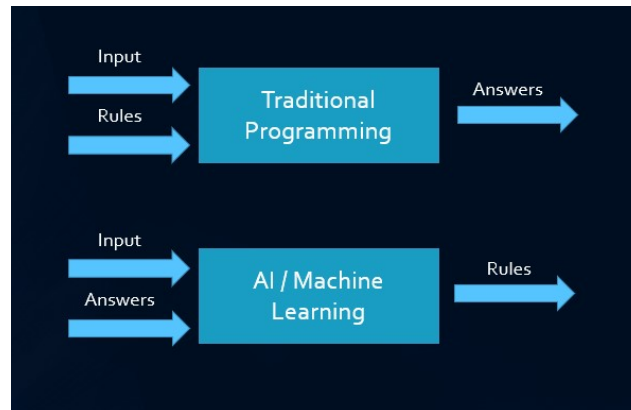 Input
Rules
Traditional
Programming
Answers
Input
Answers
AI / Machine
Learning
Rules